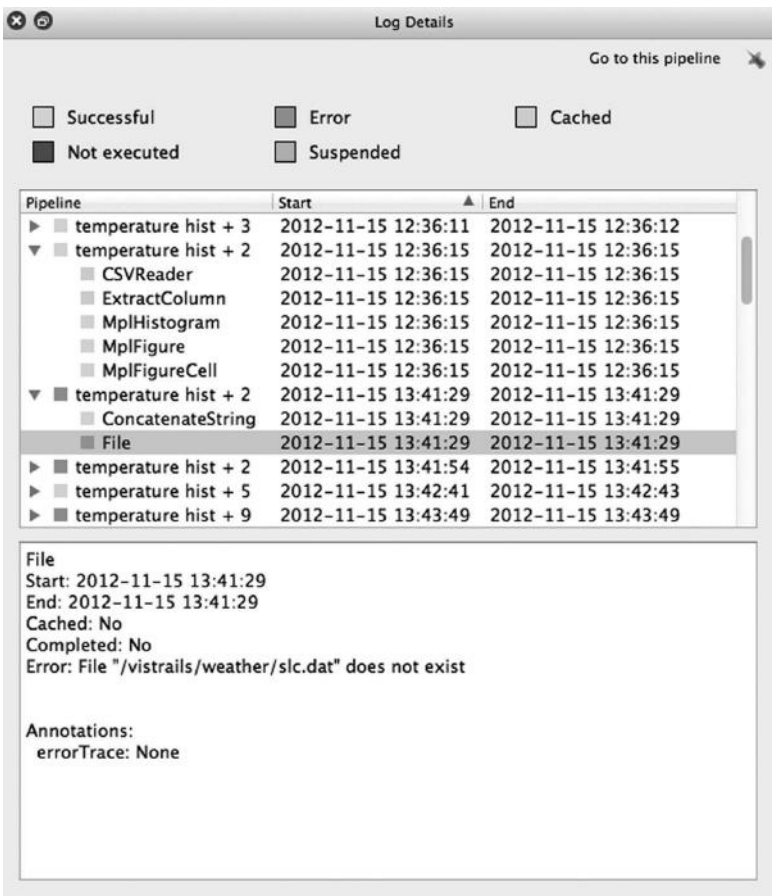 Log Details
Go to this pipeline
Successful Error Cached
Not executed Suspended
Pipeline Start End
temperature hist + 3 2012-11-15 12:36:11 2012-11-15 12:36:12
temperature hist + 2 2012-11-15 12:36:15 2012-11-15 12:36:15
CSVReader 2012-11-15 12:36:15 2012-11-15 12:36:15
ExtractColumn 2012-11-15 12:36:15 2012-11-15 12:36:15
MplHistogram 2012-11-15 12:36:15 2012-11-15 12:36:15
MplFigure 2012-11-15 12:36:15 2012-11-15 12:36:15
MplFigureCell 2012-11-15 12:36:15 2012-11-15 12:36:15
temperature hist + 2 2012-11-15 13:41:29 2012-11-15 13:41:29
ConcatenateString 2012-11-15 13:41:29 2012-11-15 13:41:29
File 2012-11-15 13:41:29 2012-11-15 13:41:29
temperature hist + 2 2012-11-15 13:41:54 2012-11-15 13:41:55
temperature hist + 5 2012-11-15 13:42:41 2012-11-15 13:42:43
temperature hist + 9 2012-11-15 13:43:49 2012-11-15 13:43:49
File
Start: 2012-11-15 13:41:29
End: 2012-11-15 13:41:29
Cached: No
Completed: No
Error: File "/vistrails/weather/slc.dat" does not exist
Annotations:
errorTrace: None